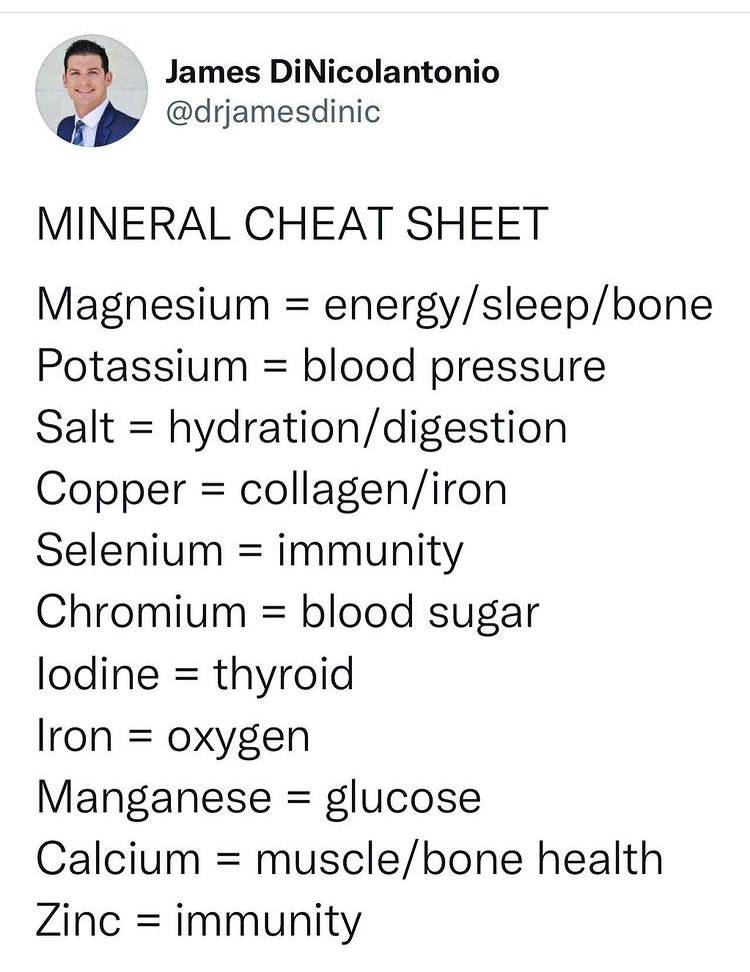 James DiNicolantonio
@drjamesdinic
MINERAL CHEAT SHEET
Magnesium = energy/sleep/bone
Potassium = blood pressure
Salt = hydration/digestion
Copper = collagen/iron
Selenium = immunity
Chromium = blood sugar
Iodine = thyroid
Iron = oxygen
Manganese = glucose
Calcium = muscle/bone health
Zinc = immunity